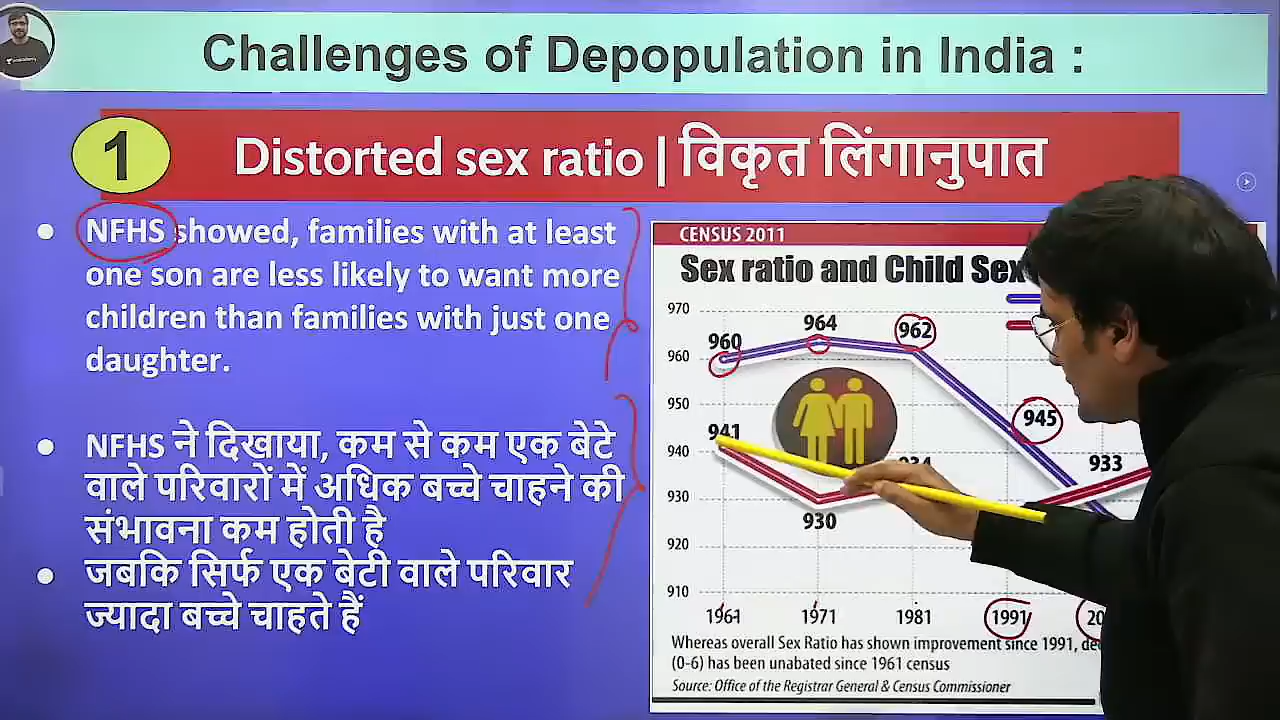 Challenges of Depopulation in India :
1
Distorted sex ratio | विकृत लिंगानुपात
NFHS showed, families with at least
one son are less likely to want more
children than families with just one
daughter.
NFHS ने दिखाया, कम से कम एक बेटे
वाले परिवारों में अधिक बच्चे चाहने की
संभावना कम होती है
जबकि सिर्फ एक बेटी वाले परिवार
ज्यादा बच्चे चाहते हैं
CENSUS 2011
Sex ratio and Child Sex
970
960
950
940
930
920
910
960
964
962
945
941
930
934
933
1961
1971
1981
1991
20
Whereas overall Sex Ratio has shown improvement since 1991,
(0-6) has been unabated since 1961 census
Source: Office of the Registrar General & Census Commissioner